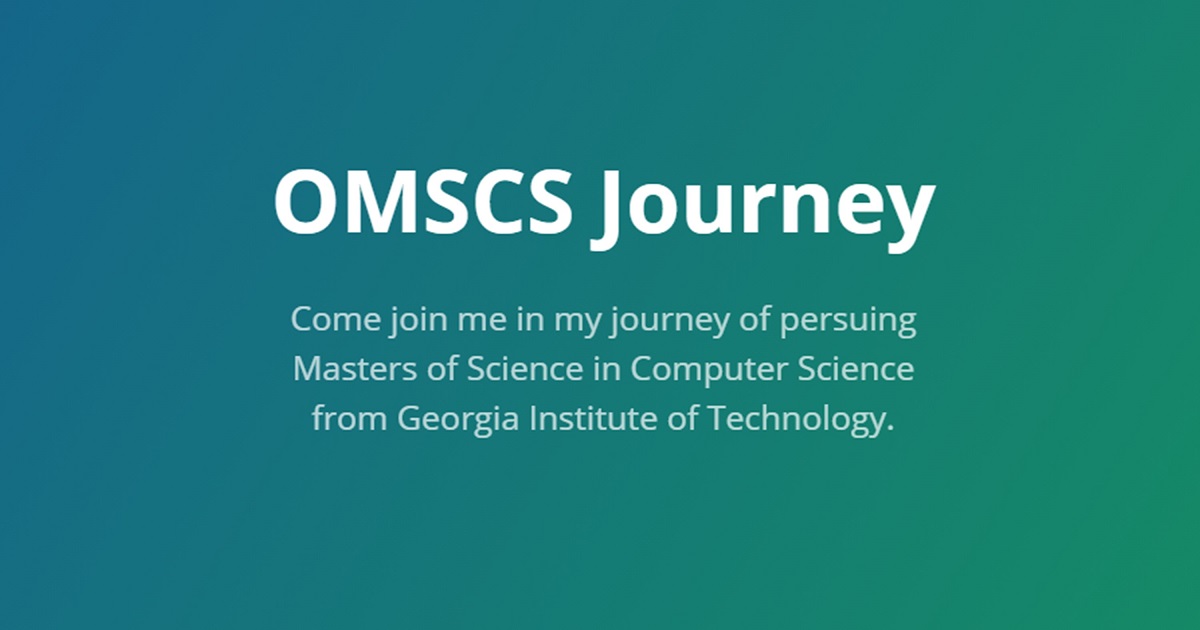 OMSCS Journey
Come join me in my journey of persuing
Masters of Science in Computer Science
from Georgia Institute of Technology.